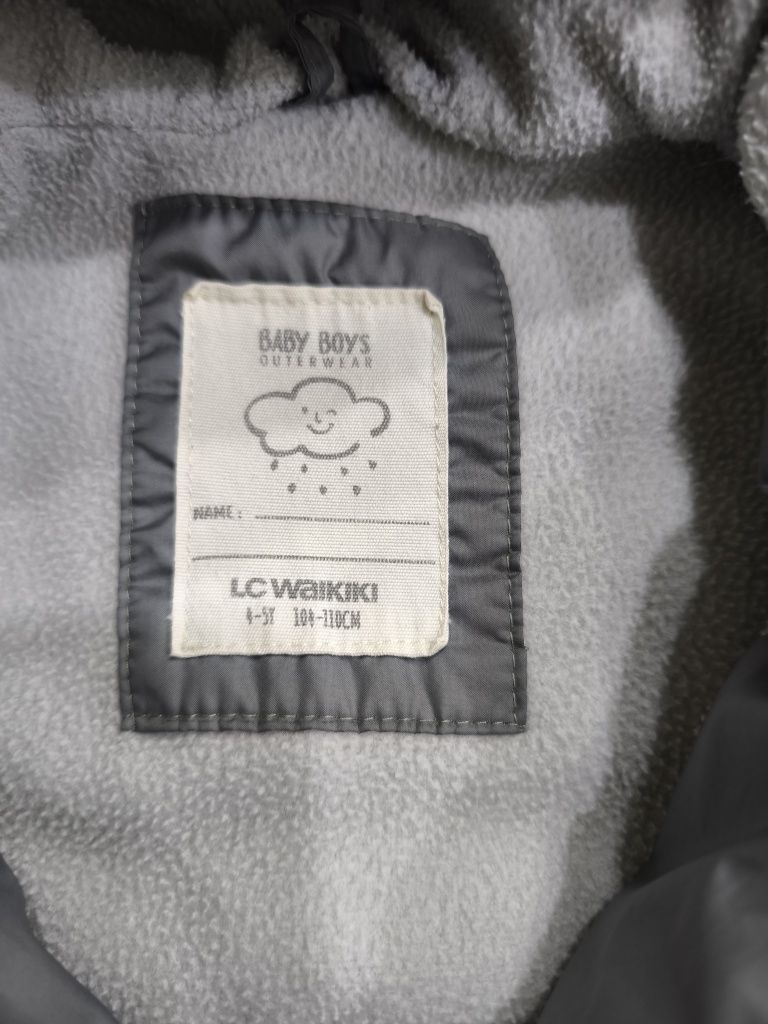 BABY BOYS
OUTERWEAR
NAME:
LC WAIKIKI
4-5Y 104-110CM